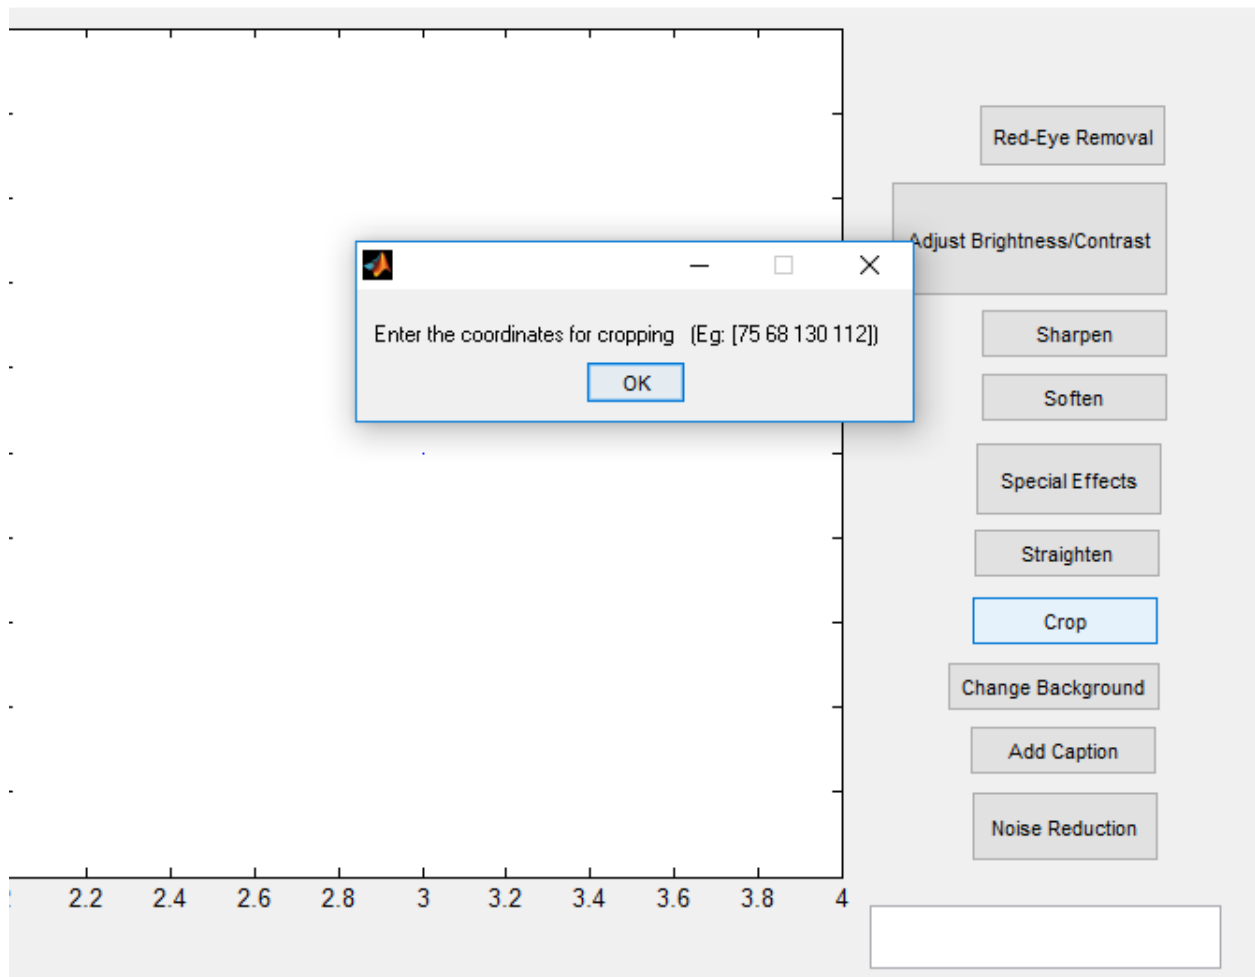 Red-Eye Removal
Adjust Brightness/Contrast
Enter the coordinates for cropping (Eg: [75 68 130 112])
OK
Sharpen
Soften
Special Effects
Straighten
Crop
Change Background
Add Caption
Noise Reduction
2.2 2.4 2.6 2.8 3 3.2 3.4 3.6 3.8 4